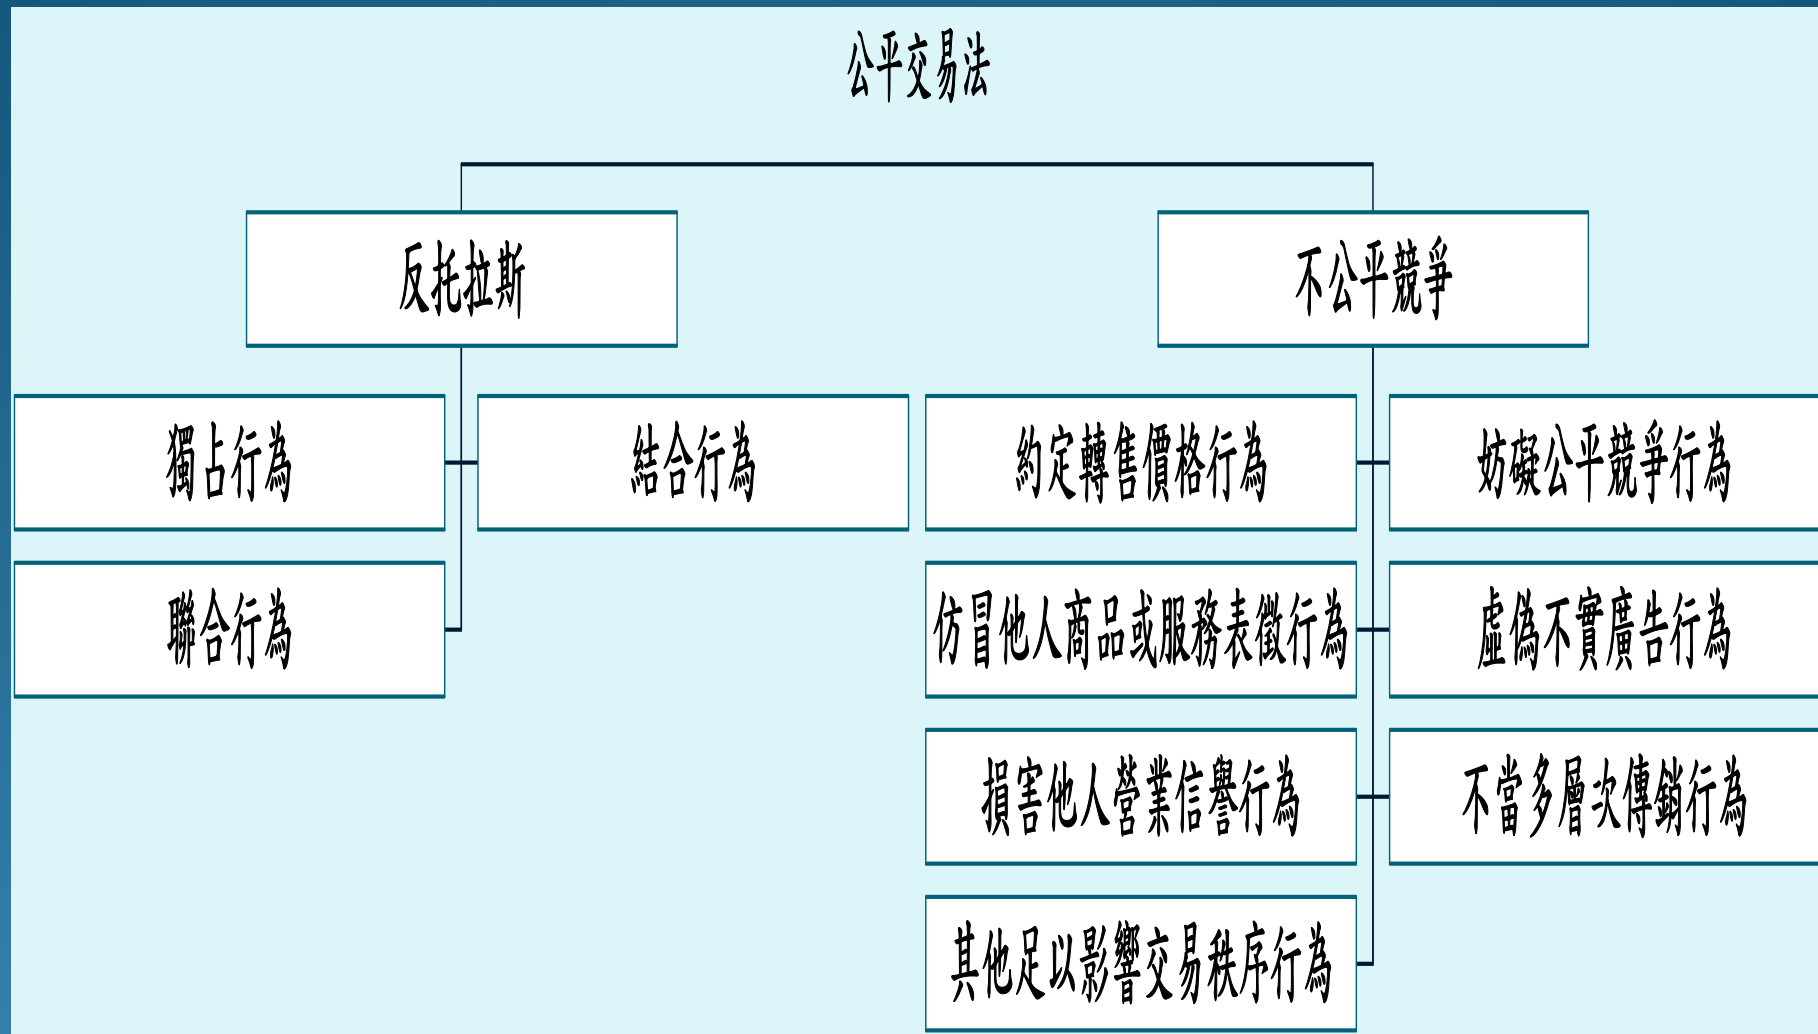 公平交易法
反托拉斯
不公平競爭
獨占行為
結合行為
約定轉售價格行為
妨礙公平競爭行為
聯合行為
仿冒他人商品或服務表徵行為
虛偽不實廣告行為
損害他人營業信譽行為
不當多層次傳銷行為
其他足以影響交易秩序行為